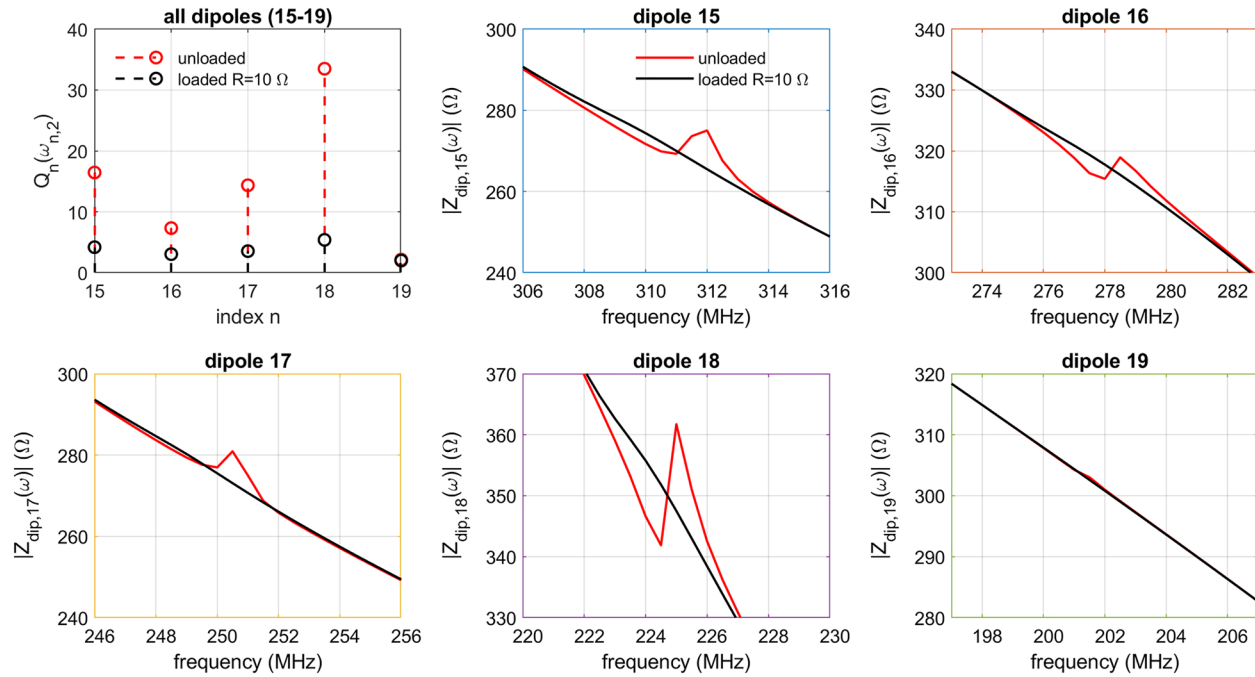 all dipoles (15-19)
40
30
20
10
0
Q_n(ω_n,2)
unloaded
loaded R=10 Ω
15 16 17 18 19
index n
dipole 15
300
280
260
240
|Z_dip,15(ω)| (Ω)
unloaded
loaded R=10 Ω
306 308 310 312 314 316
frequency (MHz)
dipole 16
340
330
320
310
300
|Z_dip,16(ω)| (Ω)
274 276 278 280 282
frequency (MHz)
dipole 17
300
280
260
240
|Z_dip,17(ω)| (Ω)
246 248 250 252 254 256
frequency (MHz)
dipole 18
370
360
350
340
330
|Z_dip,18(ω)| (Ω)
220 222 224 226 228 230
frequency (MHz)
dipole 19
320
310
300
290
280
|Z_dip,19(ω)| (Ω)
198 200 202 204 206
frequency (MHz)